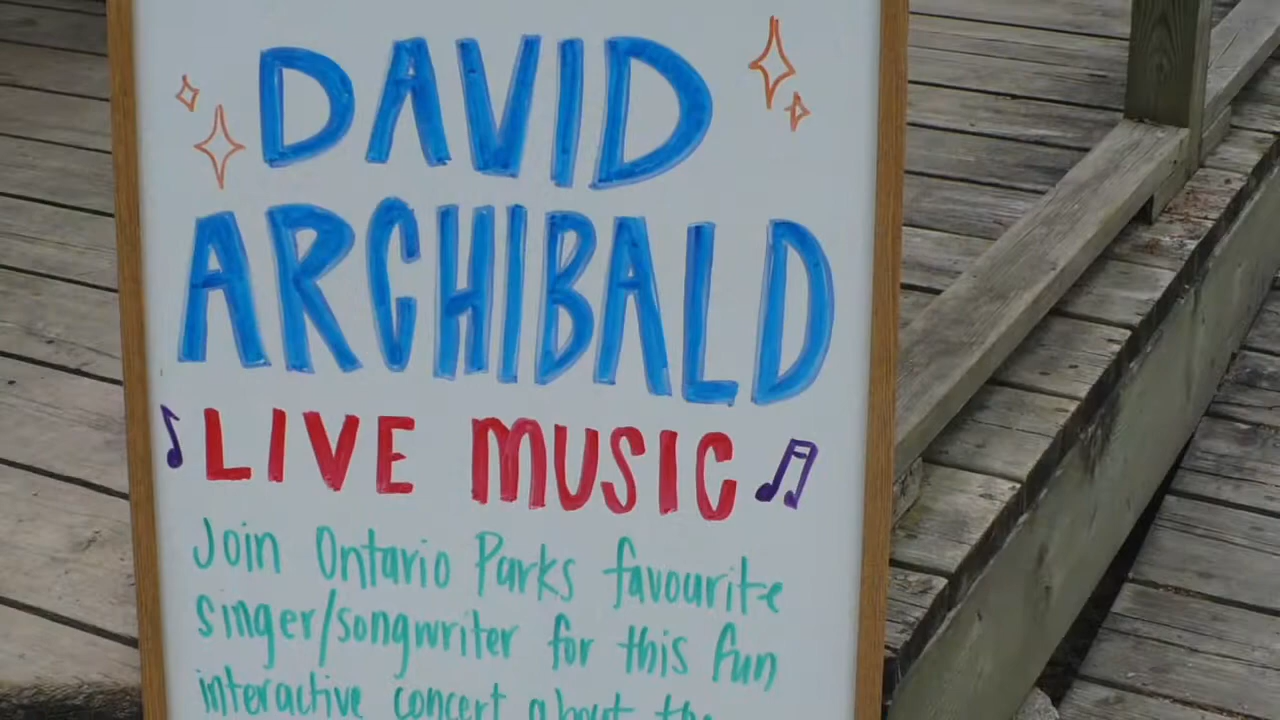 DAVID
ARCHIBALD
LIVE MUSIC
Join Ontario Parks favourite
singer/songwriter for this fun
interactive concert about the